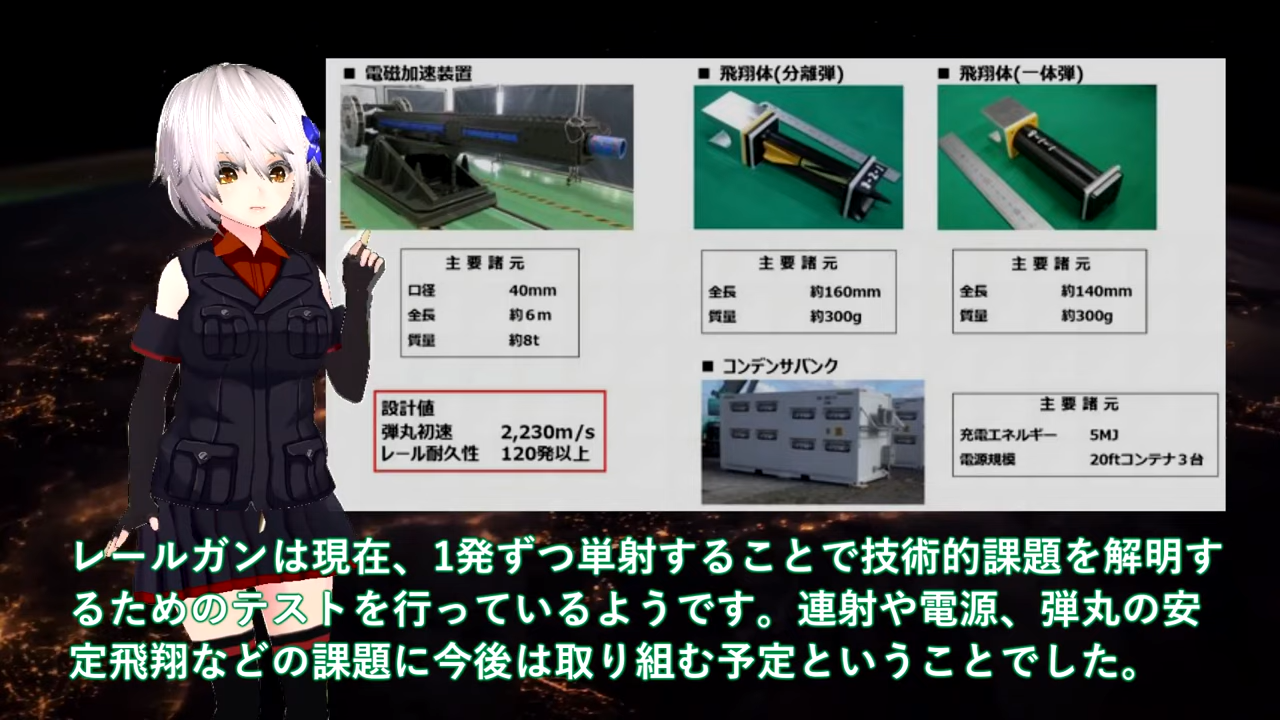 ■ 電磁加速装置
主要諸元
口径 40mm
全長 約6m
質量 約8t
設計値
弾丸初速 2,230m/s
レール耐久性 120発以上
■ 飛翔体(分離弾)
主要諸元
全長 約160mm
質量 約300g
■ 飛翔体(一体弾)
主要諸元
全長 約140mm
質量 約300g
■ コンデンサバンク
主要諸元
充電エネルギー 5MJ
電源規模 20ftコンテナ3台
レールガンは現在、1発ずつ単射することで技術的課題を解明す
るためのテストを行っているようです。連射や電源、弾丸の安
定飛翔などの課題に今後は取り組む予定ということでした。